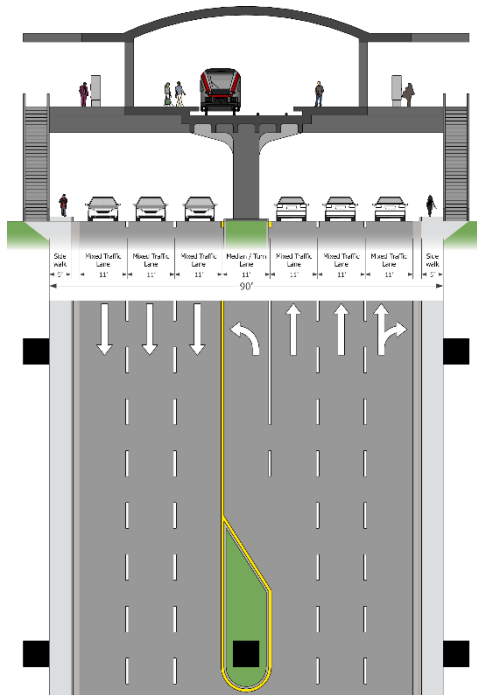 Side walk
5'
Mixed Traffic Lane
11'
Mixed Traffic Lane
11'
Mixed Traffic Lane
11'
Median / Turn Lane
11'
Mixed Traffic Lane
11'
Mixed Traffic Lane
11'
Mixed Traffic Lane
11'
Side walk
5'
90'